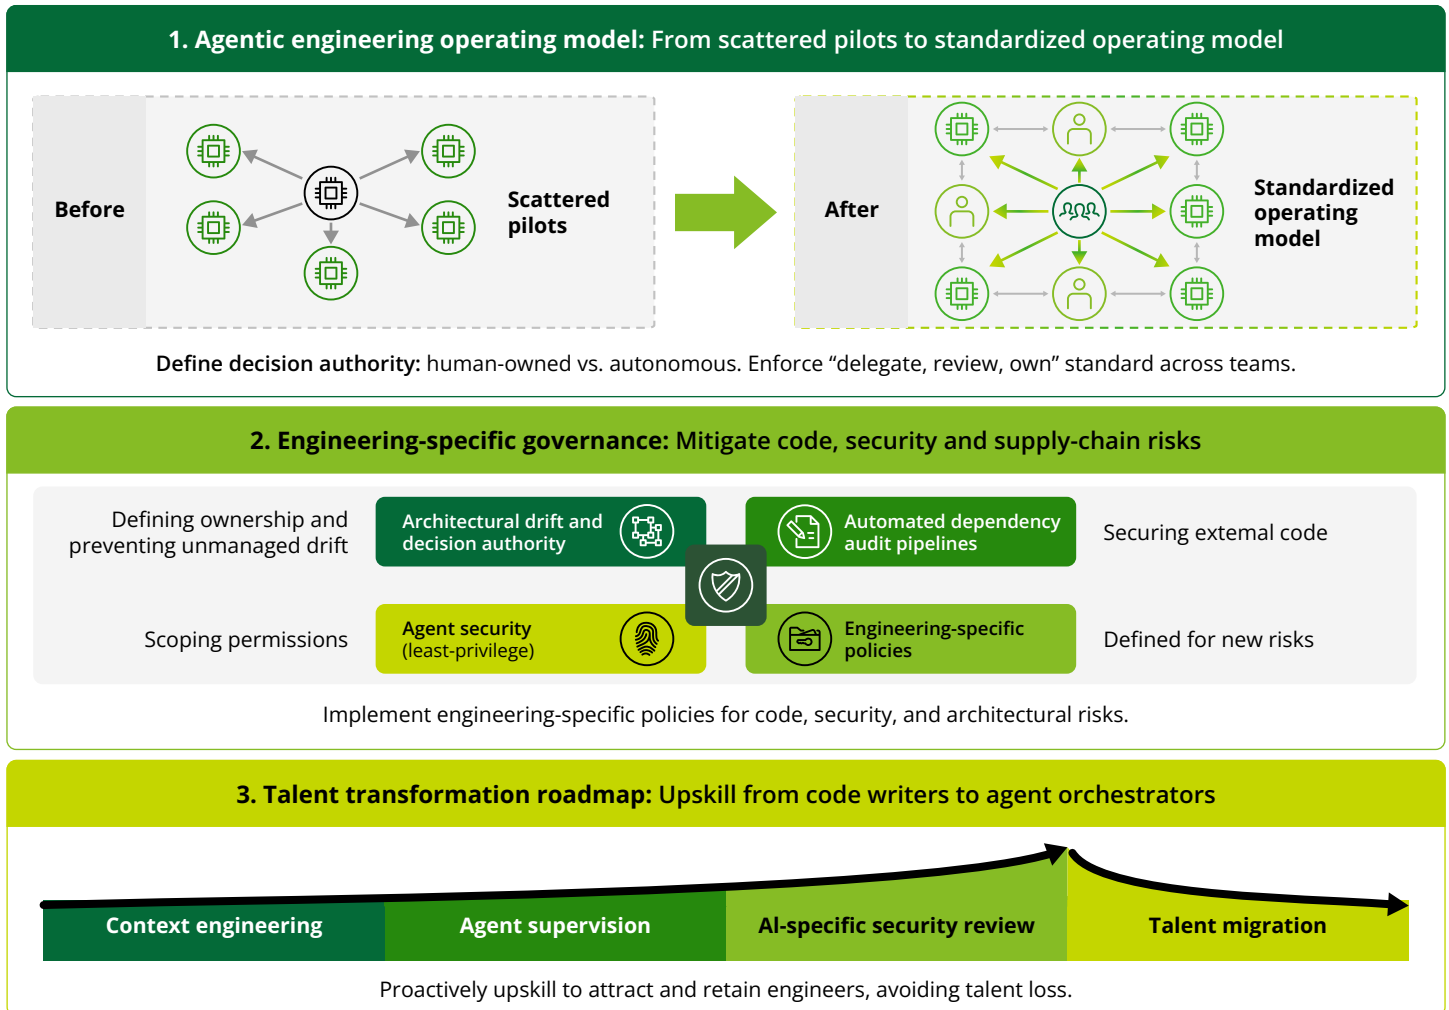 1. Agentic engineering operating model: From scattered pilots to standardized operating model
Before
Scattered
pilots
After
Standardized
operating
model
Define decision authority: human-owned vs. autonomous. Enforce “delegate, review, own” standard across teams.
2. Engineering-specific governance: Mitigate code, security and supply-chain risks
Defining ownership and
preventing unmanaged drift
Architectural drift and
decision authority
Automated dependency
audit pipelines
Securing extemal code
Scoping permissions
Agent security
(least-privilege)
Engineering-specific
policies
Defined for new risks
Implement engineering-specific policies for code, security, and architectural risks.
3. Talent transformation roadmap: Upskill from code writers to agent orchestrators
Context engineering
Agent supervision
Al-specific security review
Talent migration
Proactively upskill to attract and retain engineers, avoiding talent loss.